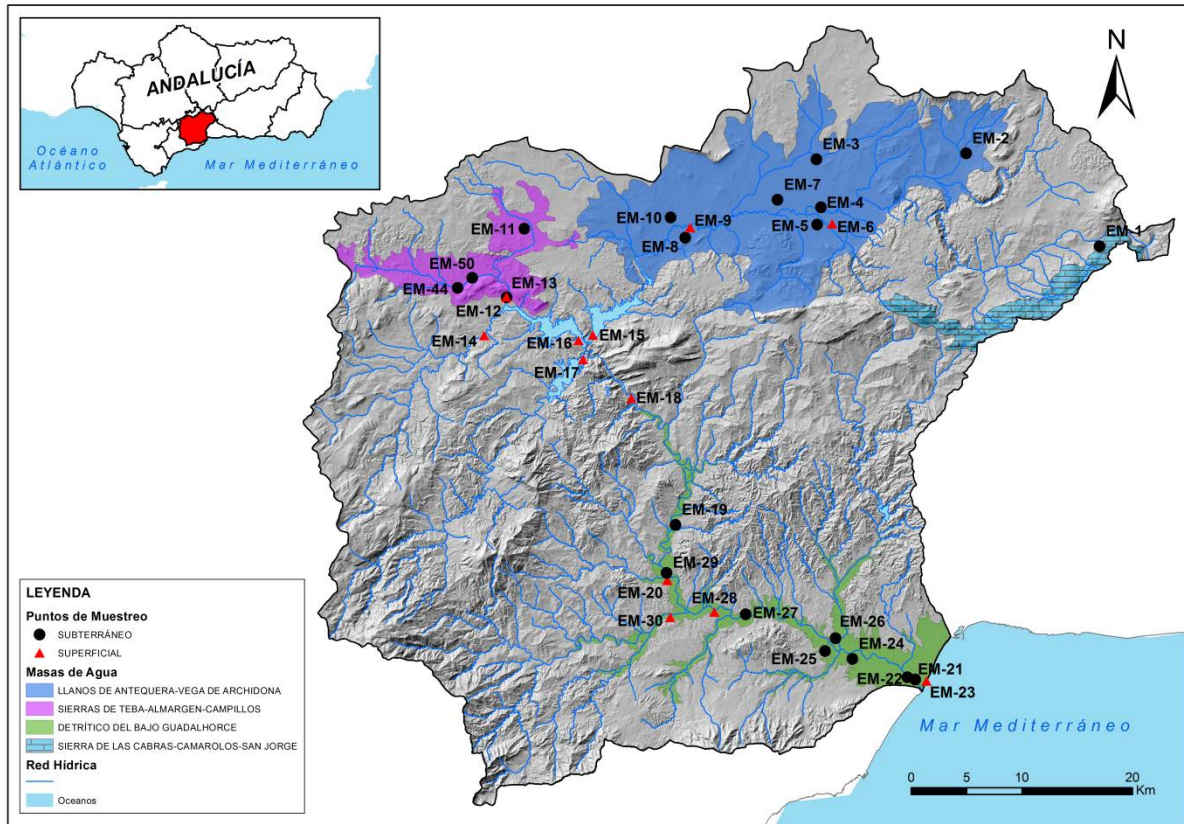 ANDALUCÍA
Océano
Atlántico
Mar Mediterráneo
N
EM-3
EM-2
EM-7
EM-4
EM-10
EM-9
EM-11
EM-8
EM-5
EM-6
EM-1
EM-50
EM-44
EM-13
EM-12
EM-14
EM-16
EM-15
EM-17
EM-18
EM-19
EM-29
EM-20
EM-28
EM-30
EM-27
EM-26
EM-25
EM-24
EM-22
EM-21
EM-23
Mar Mediterráneo
LEYENDA
Puntos de Muestreo
SUBTERRÁNEO
SUPERFICIAL
Masas de Agua
LLANOS DE ANTEQUERA-VEGA DE ARCHIDONA
SIERRAS DE TEBA-ALMARGEN-CAMPILLOS
DETRÍTICO DEL BAJO GUADALHORCE
SIERRA DE LAS CABRAS-CAMAROLOS-SAN JORGE
Red Hídrica
Oceanos
0 5 10 20
Km